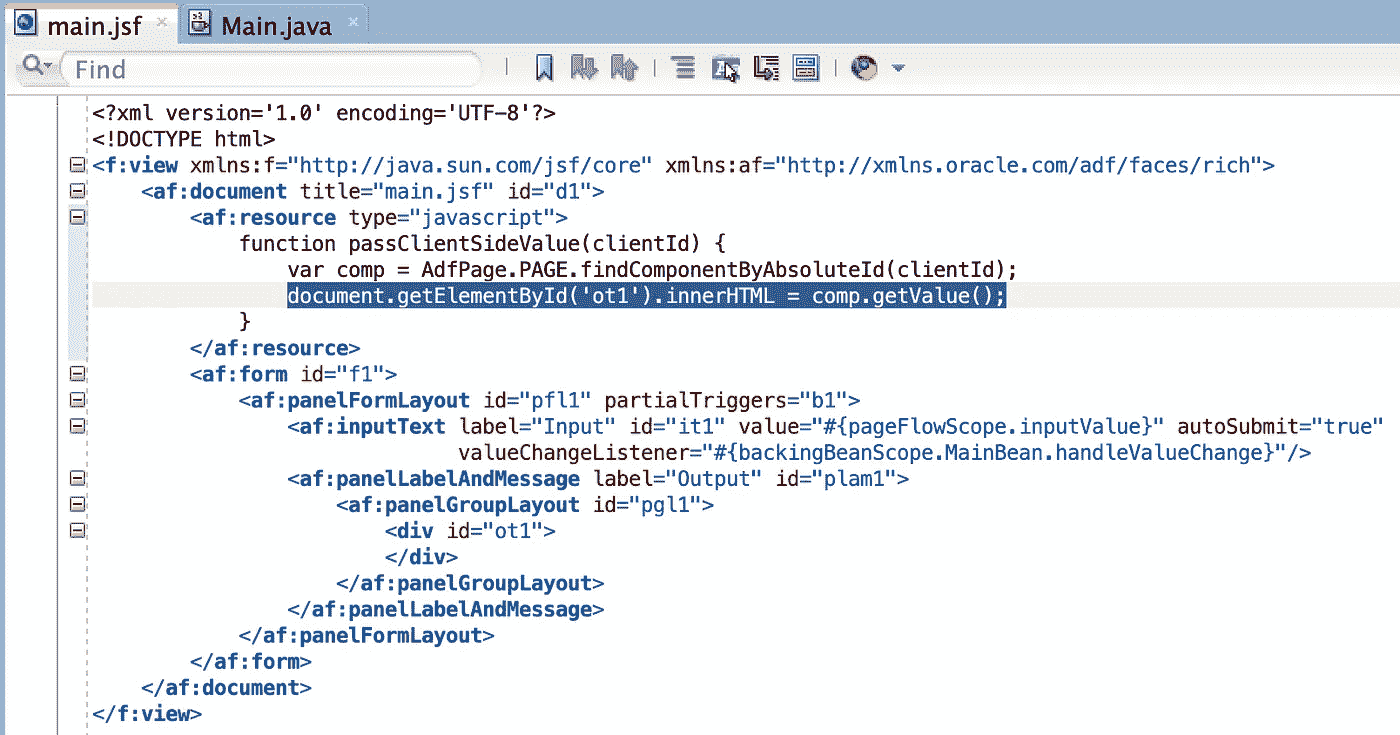 main.jsf
Main.java
Find
<?xml version='1.0' encoding='UTF-8'?>
<!DOCTYPE html>
<f:view xmlns:f="http://java.sun.com/jsf/core" xmlns:af="http://xmlns.oracle.com/adf/faces/rich">
<af:document title="main.jsf" id="d1">
<af:resource type="javascript">
function passClientSideValue(clientId) {
var comp = AdfPage.PAGE.findComponentByAbsoluteId(clientId);
document.getElementById('ot1').innerHTML = comp.getValue();
}
</af:resource>
<af:form id="f1">
<af:panelFormLayout id="pfl1" partialTriggers="b1">
<af:inputText label="Input" id="it1" value="#{pageFlowScope.inputValue}" autoSubmit="true"
valueChangeListener="#{backingBeanScope.MainBean.handleValueChange}"/>
<af:panelLabelAndMessage label="Output" id="plam1">
<af:panelGroupLayout id="pgl1">
<div id="ot1">
</div>
</af:panelGroupLayout>
</af:panelLabelAndMessage>
</af:panelFormLayout>
</af:form>
</af:document>
</f:view>